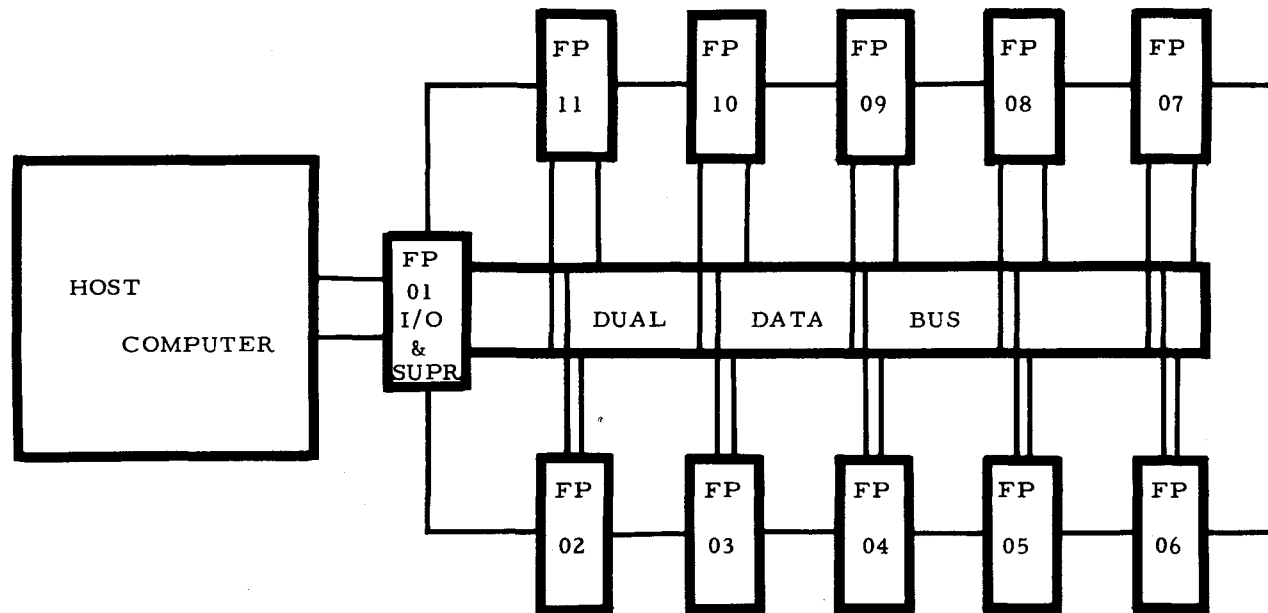 FP
11
FP
10
FP
09
FP
08
FP
07
HOST
COMPUTER
FP
01
I/O
&
SUPR
DUAL DATA BUS
FP
02
FP
03
FP
04
FP
05
FP
06